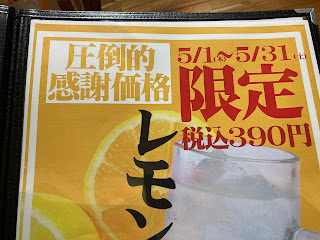 圧倒的
感謝価格
5/1(木)~5/31(土)
限定
税込390円
レモン